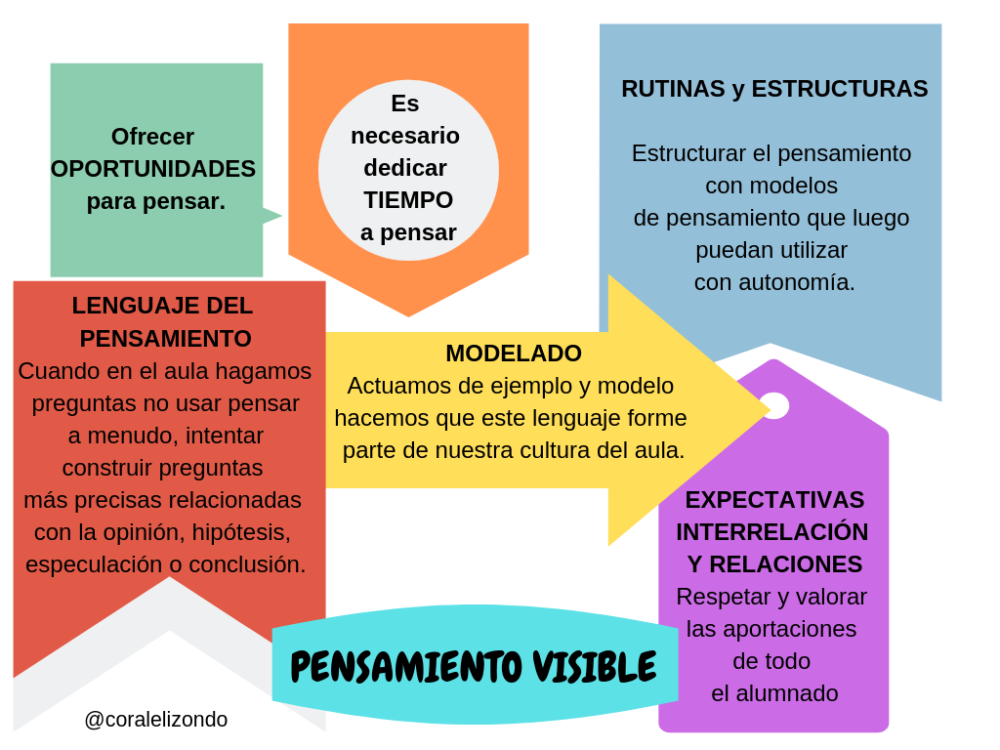 Ofrecer
OPORTUNIDADES
para pensar.
Es
necesario
dedicar
TIEMPO
a pensar
RUTINAS y ESTRUCTURAS
Estructurar el pensamiento
con modelos
de pensamiento que luego
puedan utilizar
con autonomía.
LENGUAJE DEL
PENSAMIENTO
Cuando en el aula hagamos
preguntas no usar pensar
a menudo, intentar
construir preguntas
más precisas relacionadas
con la opinión, hipótesis,
especulación o conclusión.
MODELADO
Actuamos de ejemplo y modelo
hacemos que este lenguaje forme
parte de nuestra cultura del aula.
EXPECTATIVAS
INTERRELACIÓN
Y RELACIONES
Respetar y valorar
las aportaciones
de todo
el alumnado
PENSAMIENTO VISIBLE
@coralelizondo